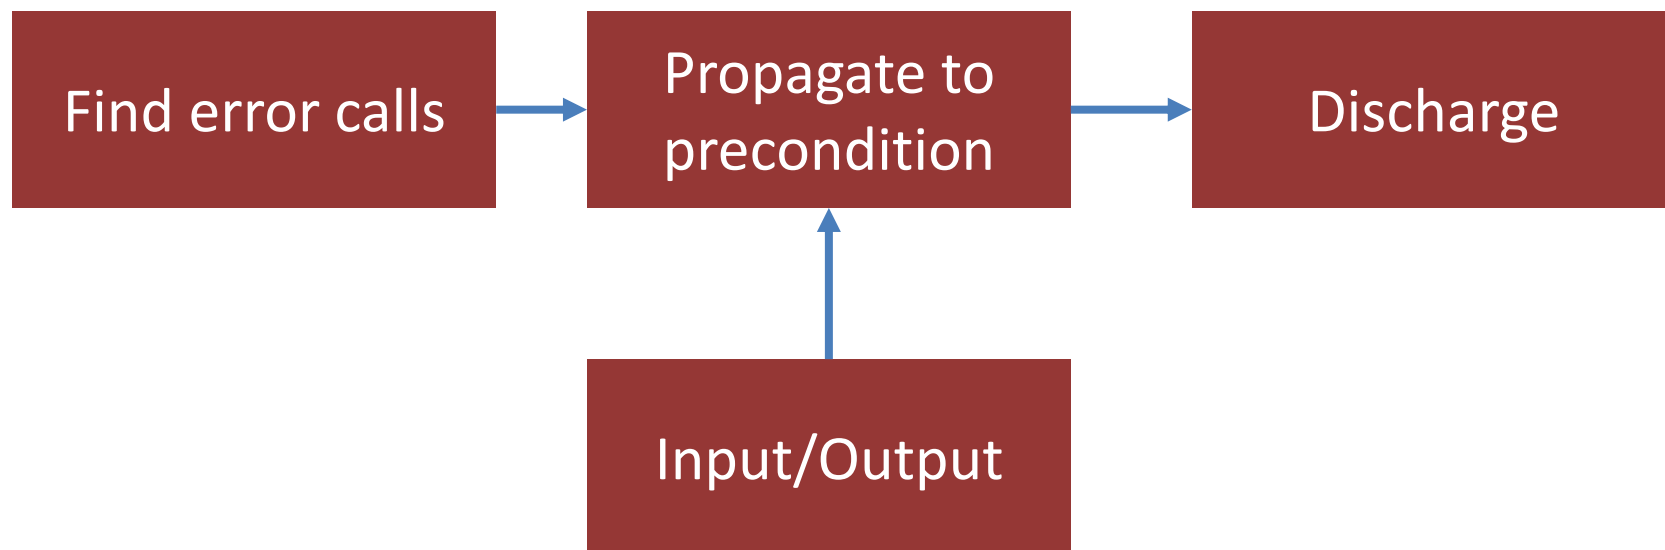 Find error calls
Propagate to
precondition
Discharge
Input/Output